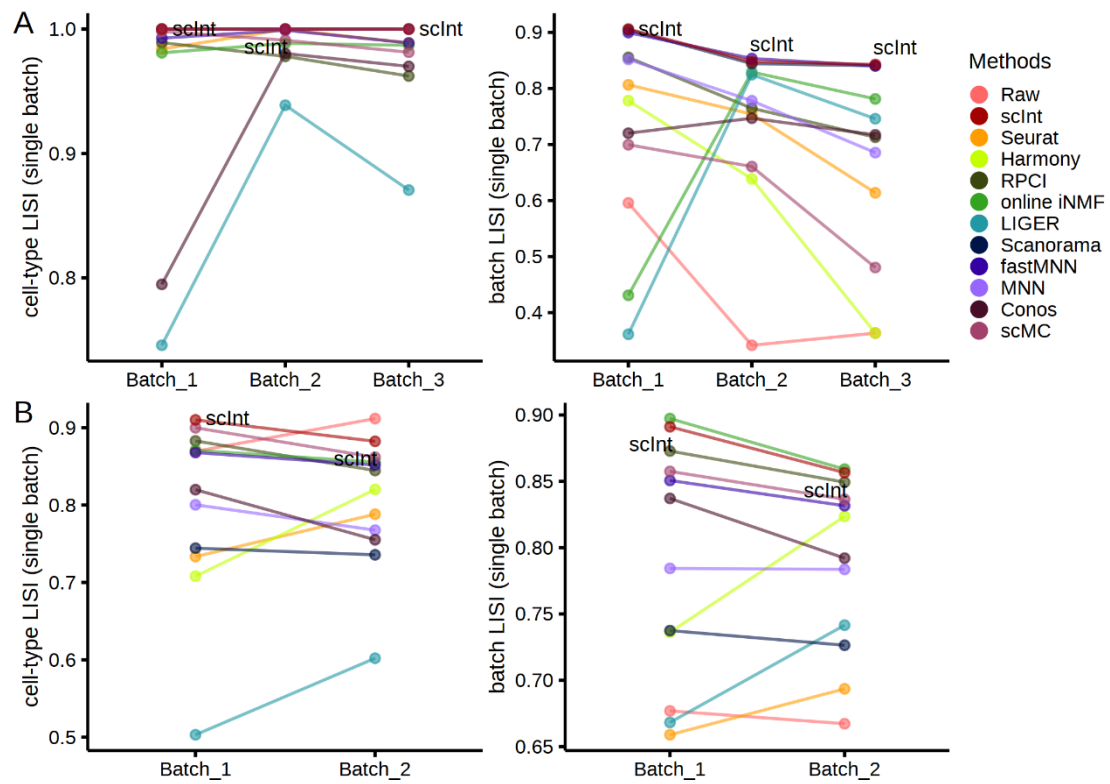 A
cell-type LISI (single batch)
1.0
0.9
0.8
scInt
scInt
scInt
Batch_1
Batch_2
Batch_3
batch LISI (single batch)
0.9
0.8
0.7
0.6
0.5
0.4
scInt
scInt
scInt
Batch_1
Batch_2
Batch_3
Methods
Raw
scInt
Seurat
Harmony
RPCI
online iNMF
LIGER
Scanorama
fastMNN
MNN
Conos
scMC
B
cell-type LISI (single batch)
0.9
0.8
0.7
0.6
0.5
scInt
scInt
Batch_1
Batch_2
batch LISI (single batch)
0.90
0.85
0.80
0.75
0.70
0.65
scInt
scInt
Batch_1
Batch_2